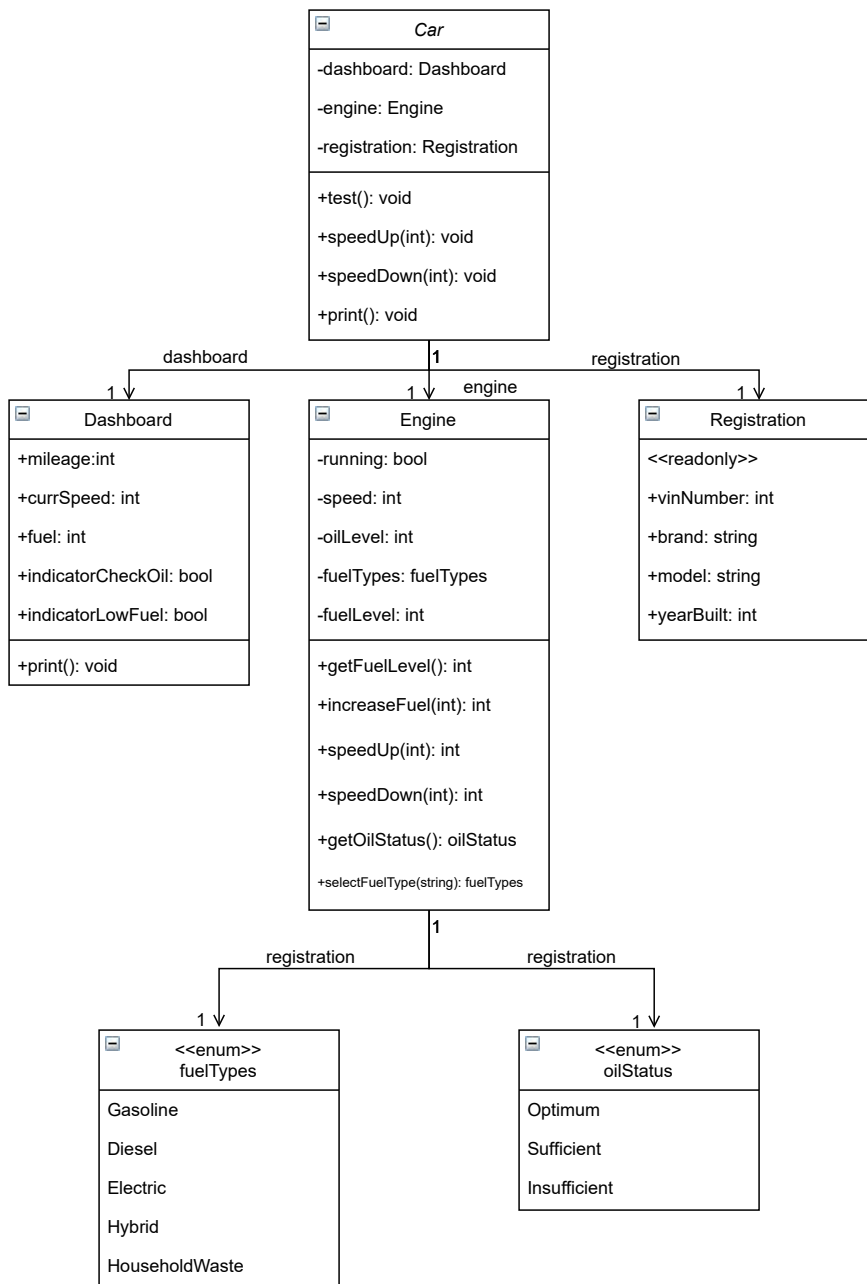 Car
-dashboard: Dashboard
-engine: Engine
-registration: Registration
+test(): void
+speedUp(int): void
+speedDown(int): void
+print(): void
dashboard
1
registration
1
1
engine
1
Dashboard
+mileage:int
+currSpeed: int
+fuel: int
+indicatorCheckOil: bool
+indicatorLowFuel: bool
+print(): void
Engine
-running: bool
-speed: int
-oilLevel: int
-fuelTypes: fuelTypes
-fuelLevel: int
+getFuelLevel(): int
+increaseFuel(int): int
+speedUp(int): int
+speedDown(int): int
+getOilStatus(): oilStatus
+selectFuelType(string): fuelTypes
Registration
<<readonly>>
+vinNumber: int
+brand: string
+model: string
+yearBuilt: int
1
registration
registration
1
1
<<enum>>
fuelTypes
Gasoline
Diesel
Electric
Hybrid
HouseholdWaste
<<enum>>
oilStatus
Optimum
Sufficient
Insufficient